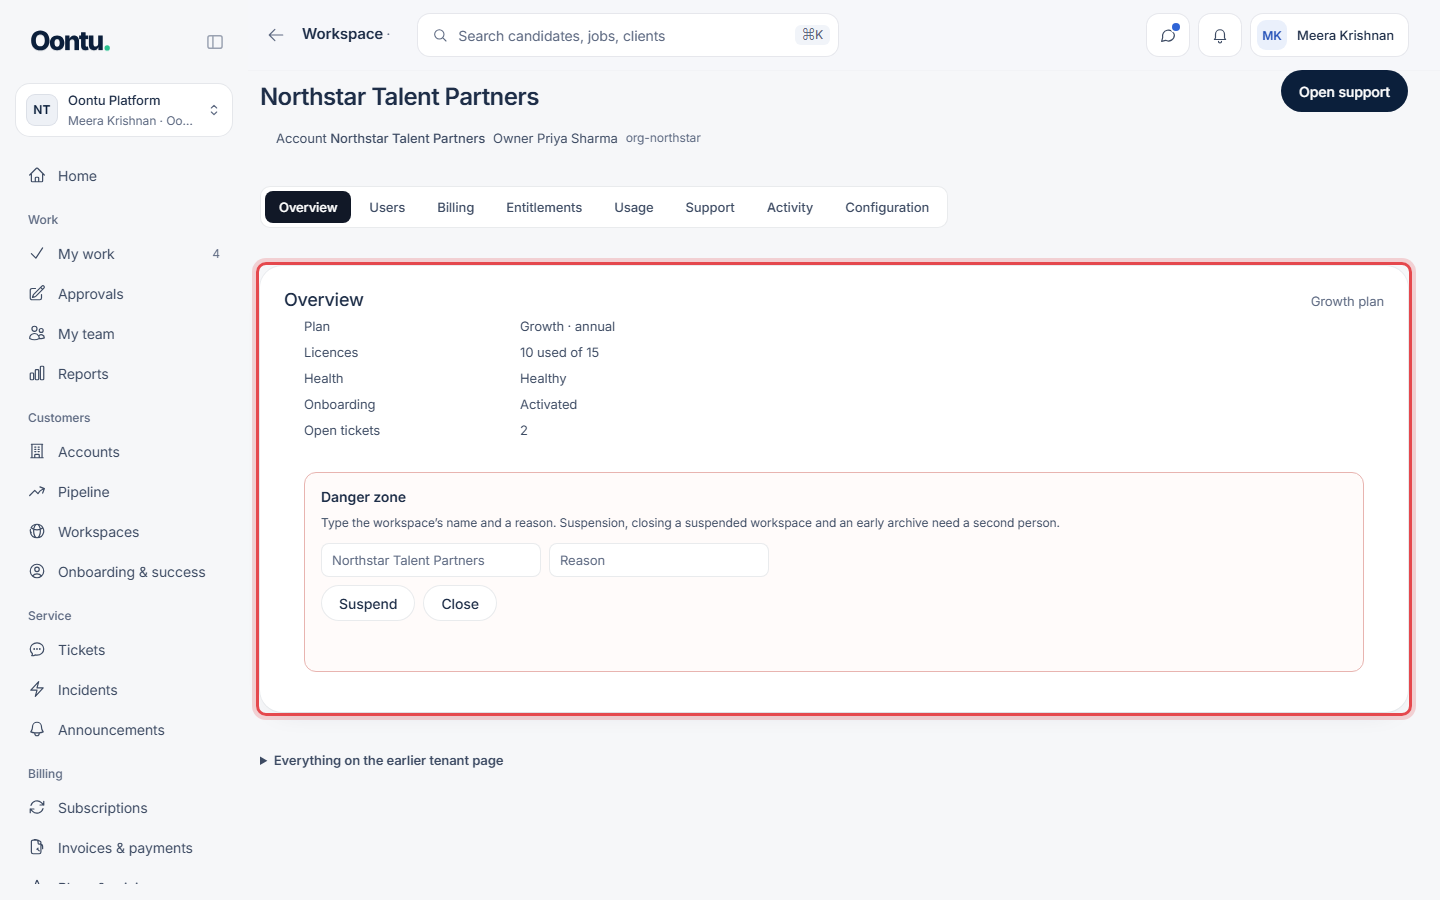 Oontu.
Workspace ·
Search candidates, jobs, clients
⌘K
MK
Meera Krishnan
NT
Oontu Platform
Meera Krishnan · Oo...
Home
Work
My work
4
Approvals
My team
Reports
Customers
Accounts
Pipeline
Workspaces
Onboarding & success
Service
Tickets
Incidents
Announcements
Billing
Subscriptions
Invoices & payments
Northstar Talent Partners
Open support
Account Northstar Talent Partners Owner Priya Sharma org-northstar
Overview
Users
Billing
Entitlements
Usage
Support
Activity
Configuration
Overview
Growth plan
Plan
Growth · annual
Licences
10 used of 15
Health
Healthy
Onboarding
Activated
Open tickets
2
Danger zone
Type the workspace's name and a reason. Suspension, closing a suspended workspace and an early archive need a second person.
Northstar Talent Partners
Reason
Suspend
Close
Everything on the earlier tenant page